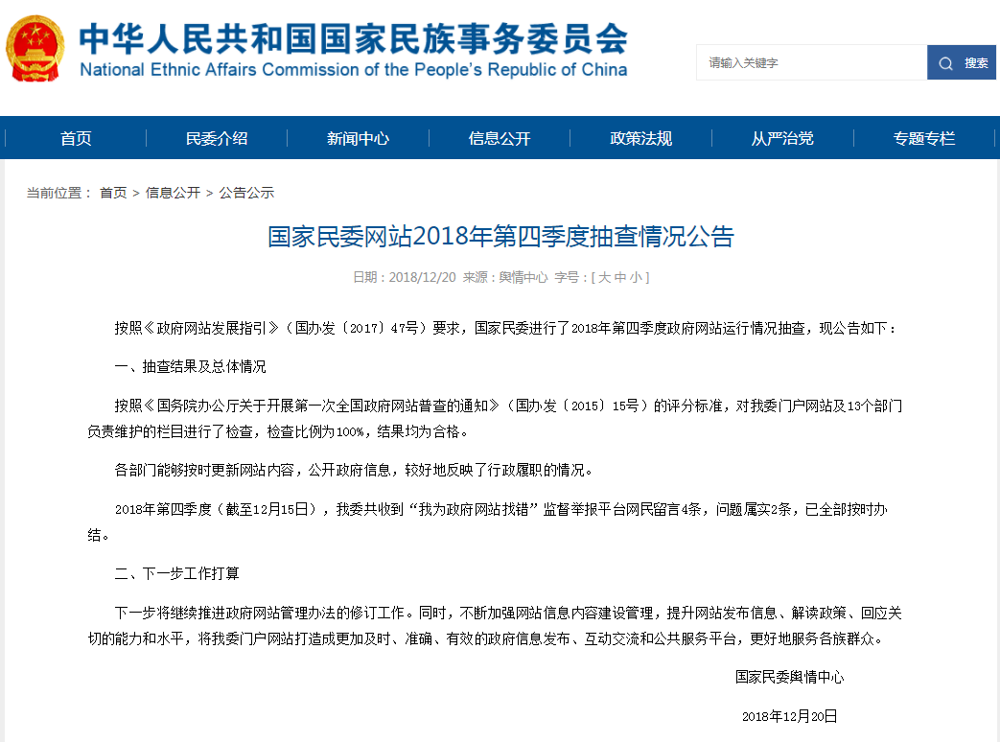 中华人民共和国国家民族事务委员会
National Ethnic Affairs Commission of the People's Republic of China
请输入关键字 搜索
首页 民委介绍 新闻中心 信息公开 政策法规 从严治党 专题专栏
当前位置： 首页 > 信息公开 > 公告公示
国家民委网站2018年第四季度抽查情况公告
日期：2018/12/20 来源：舆情中心 字号：[ 大 中 小 ]
按照《政府网站发展指引》（国办发〔2017〕47号）要求，国家民委进行了2018年第四季度政府网站运行情况抽查，现公告如下：
一、抽查结果及总体情况
按照《国务院办公厅关于开展第一次全国政府网站普查的通知》（国办发〔2015〕15号）的评分标准，对我委门户网站及13个部门
负责维护的栏目进行了检查，检查比例为100%，结果均为合格。
各部门能够按时更新网站内容，公开政府信息，较好地反映了行政履职的情况。
2018年第四季度（截至12月15日），我委共收到“我为政府网站找错”监督举报平台网民留言4条，问题属实2条，已全部按时办
结。
二、下一步工作打算
下一步将继续推进政府网站管理办法的修订工作。同时，不断加强网站信息内容建设管理，提升网站发布信息、解读政策、回应关
切的能力和水平，将我委门户网站打造成更加及时、准确、有效的政府信息发布、互动交流和公共服务平台，更好地服务各族群众。
国家民委舆情中心
2018年12月20日